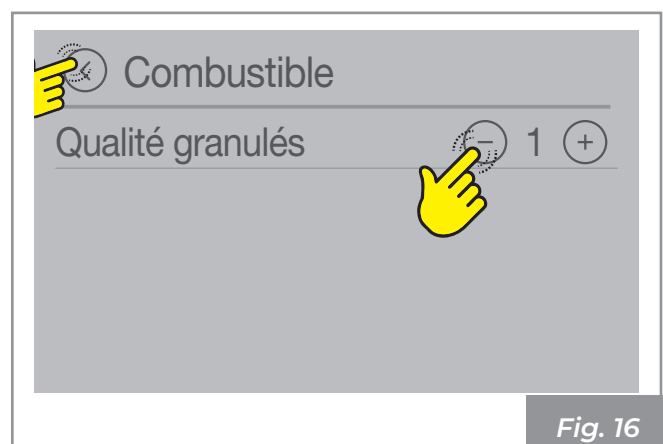 Combustible
Qualité granulés - 1 +
Fig. 16